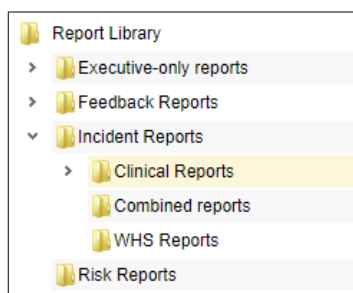 Report Library
Executive-only reports
Feedback Reports
Incident Reports
Clinical Reports
Combined reports
WHS Reports
Risk Reports